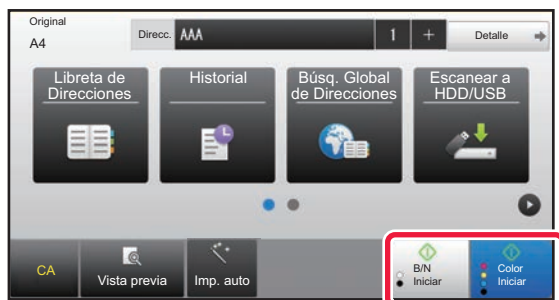 Original
A4
Direcc. AAA 1 + Detalle
Libreta de
Direcciones
Historial
Búsq. Global
de Direcciones
Escanear a
HDD/USB
CA
Vista previa
Imp. auto
B/N
Iniciar
Color
Iniciar